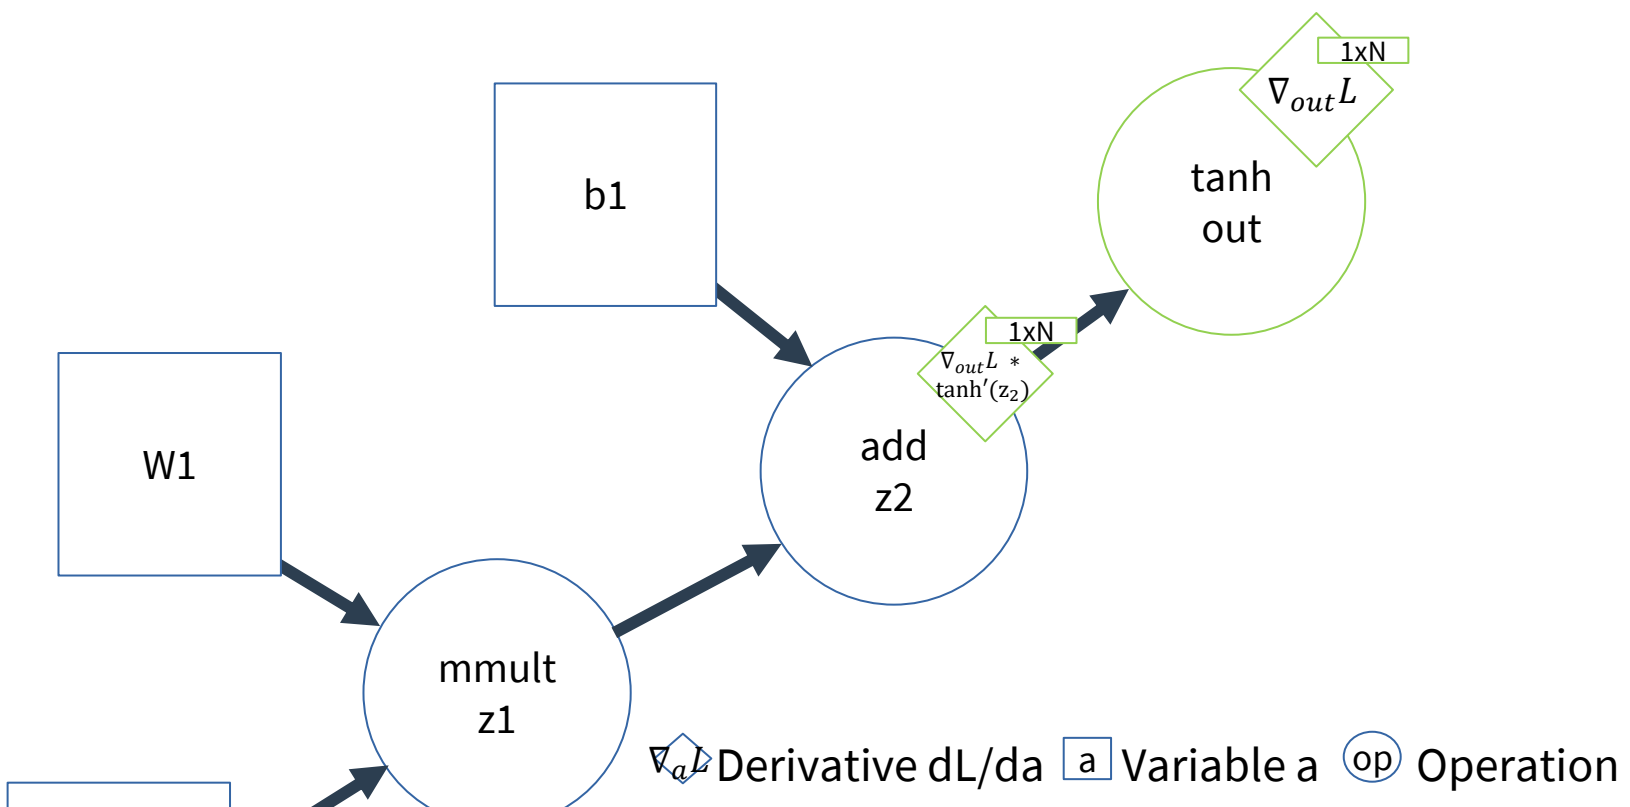 1xN
∇outL
tanh
out
b1
1xN
∇outL *
tanh′(z₂)
add
z2
W1
mmult
z1
∇aL Derivative dL/da a Variable a op Operation